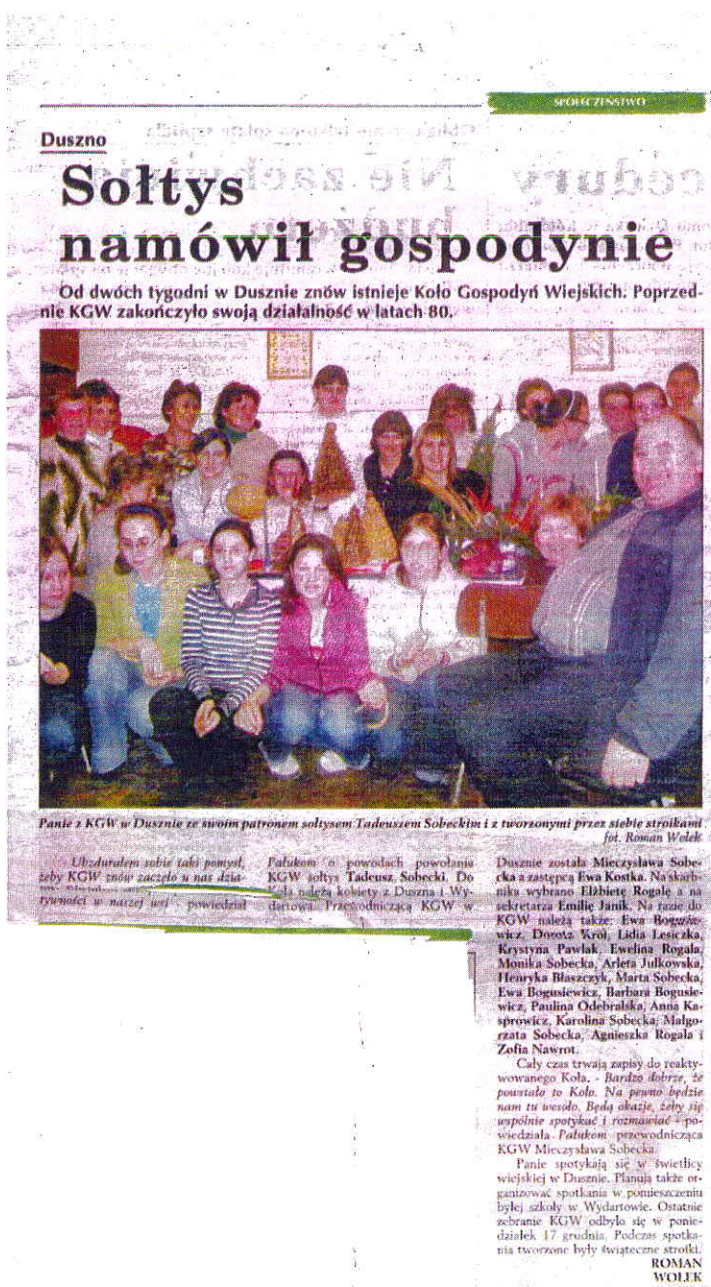 SPOŁECZEŃSTWO
Duszno
Sołtys
namówił gospodynie
Od dwóch tygodni w Dusznie znów istnieje Koło Gospodyń Wiejskich. Poprzed-
nie KGW zakończyło swoją działalność w latach 80.
Panie z KGW w Dusznie ze swoim patronem sołtysem Tadeuszem Sobeckim i z tworzonymi przez siebie stroikami
fot. Roman Wolek
Ubzdurałem sobie taki pomysł,
żeby KGW znów zaczęło u nas dzia-
tywności w naszej wsi - powiedział
Pałukom o powodach powołania
KGW sołtys Tadeusz Sobecki. Do
Koła należą kobiety z Duszna i Wy-
dartowa. Przewodniczącą KGW w
Dusznie została Mieczysława Sobe-
cka a zastępcą Ewa Kostka. Na skarb-
nika wybrano Elżbietę Rogalę a na
sekretarza Emilię Janik. Na razie do
KGW należą także: Ewa Bogusie-
wicz, Dorota Król, Lidia Lesiczka,
Krystyna Pawlak, Ewelina Rogala,
Monika Sobecka, Arleta Julkowska,
Henryka Błaszczyk, Marta Sobecka,
Ewa Bogusiewicz, Barbara Bogusie-
wicz, Paulina Odebralska, Anna Ka-
sprowicz, Karolina Sobecka, Małgo-
rzata Sobecka, Agnieszka Rogala i
Zofia Nawrot.
Cały czas trwają zapisy do reakty-
wowanego Koła. - Bardzo dobrze, że
powstało to Koło. Na pewno będzie
nam tu wesoło. Będą okazje, żeby się
wspólnie spotykać i rozmawiać - po-
wiedziała Pałukom przewodnicząca
KGW Mieczysława Sobecka.
Panie spotykają się w świetlicy
wiejskiej w Dusznie. Planują także or-
ganizować spotkania w pomieszczeniu
byłej szkoły w Wydartowie. Ostatnie
zebranie KGW odbyło się w ponie-
działek 17 grudnia. Podczas spotka-
nia tworzone były świąteczne stroiki.
ROMAN
WOLEK